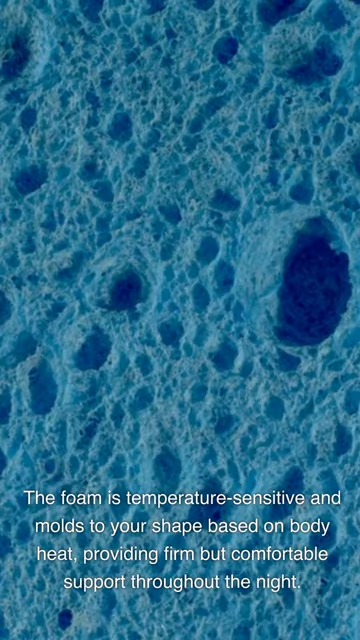 The foam is temperature-sensitive and
molds to your shape based on body
heat, providing firm but comfortable
support throughout the night.